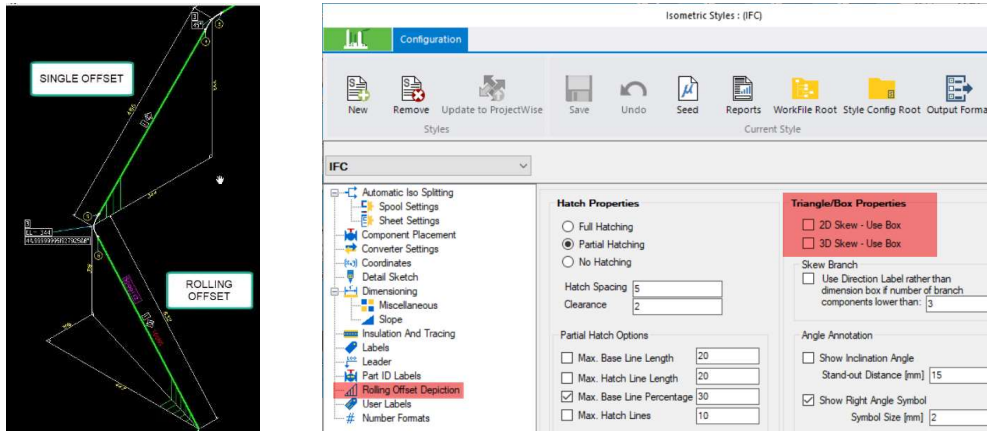 SINGLE OFFSET
ROLLING
OFFSET
Isometric Styles : (IFC)
Configuration
New
Remove
Update to ProjectWise
Save
Undo
Seed
Reports
WorkFile Root
Style Config Root
Output Forma
Styles
Current Style
IFC
Automatic Iso Splitting
Spool Settings
Sheet Settings
Component Placement
Converter Settings
Coordinates
Detail Sketch
Dimensioning
Miscellaneous
Slope
Insulation And Tracing
Labels
Leader
Part ID Labels
Rolling Offset Depiction
User Labels
Number Formats
Hatch Properties
Full Hatching
Partial Hatching
No Hatching
Hatch Spacing 5
Clearance 2
Partial Hatch Options
Max. Base Line Length 20
Max. Hatch Line Length 20
Max. Base Line Percentage 30
Max. Hatch Lines 10
Triangle/Box Properties
2D Skew - Use Box
3D Skew - Use Box
Skew Branch
Use Direction Label rather than
dimension box if number of branch
components lower than: 3
Angle Annotation
Show Inclination Angle
Stand-out Distance [mm] 15
Show Right Angle Symbol
Symbol Size [mm] 2